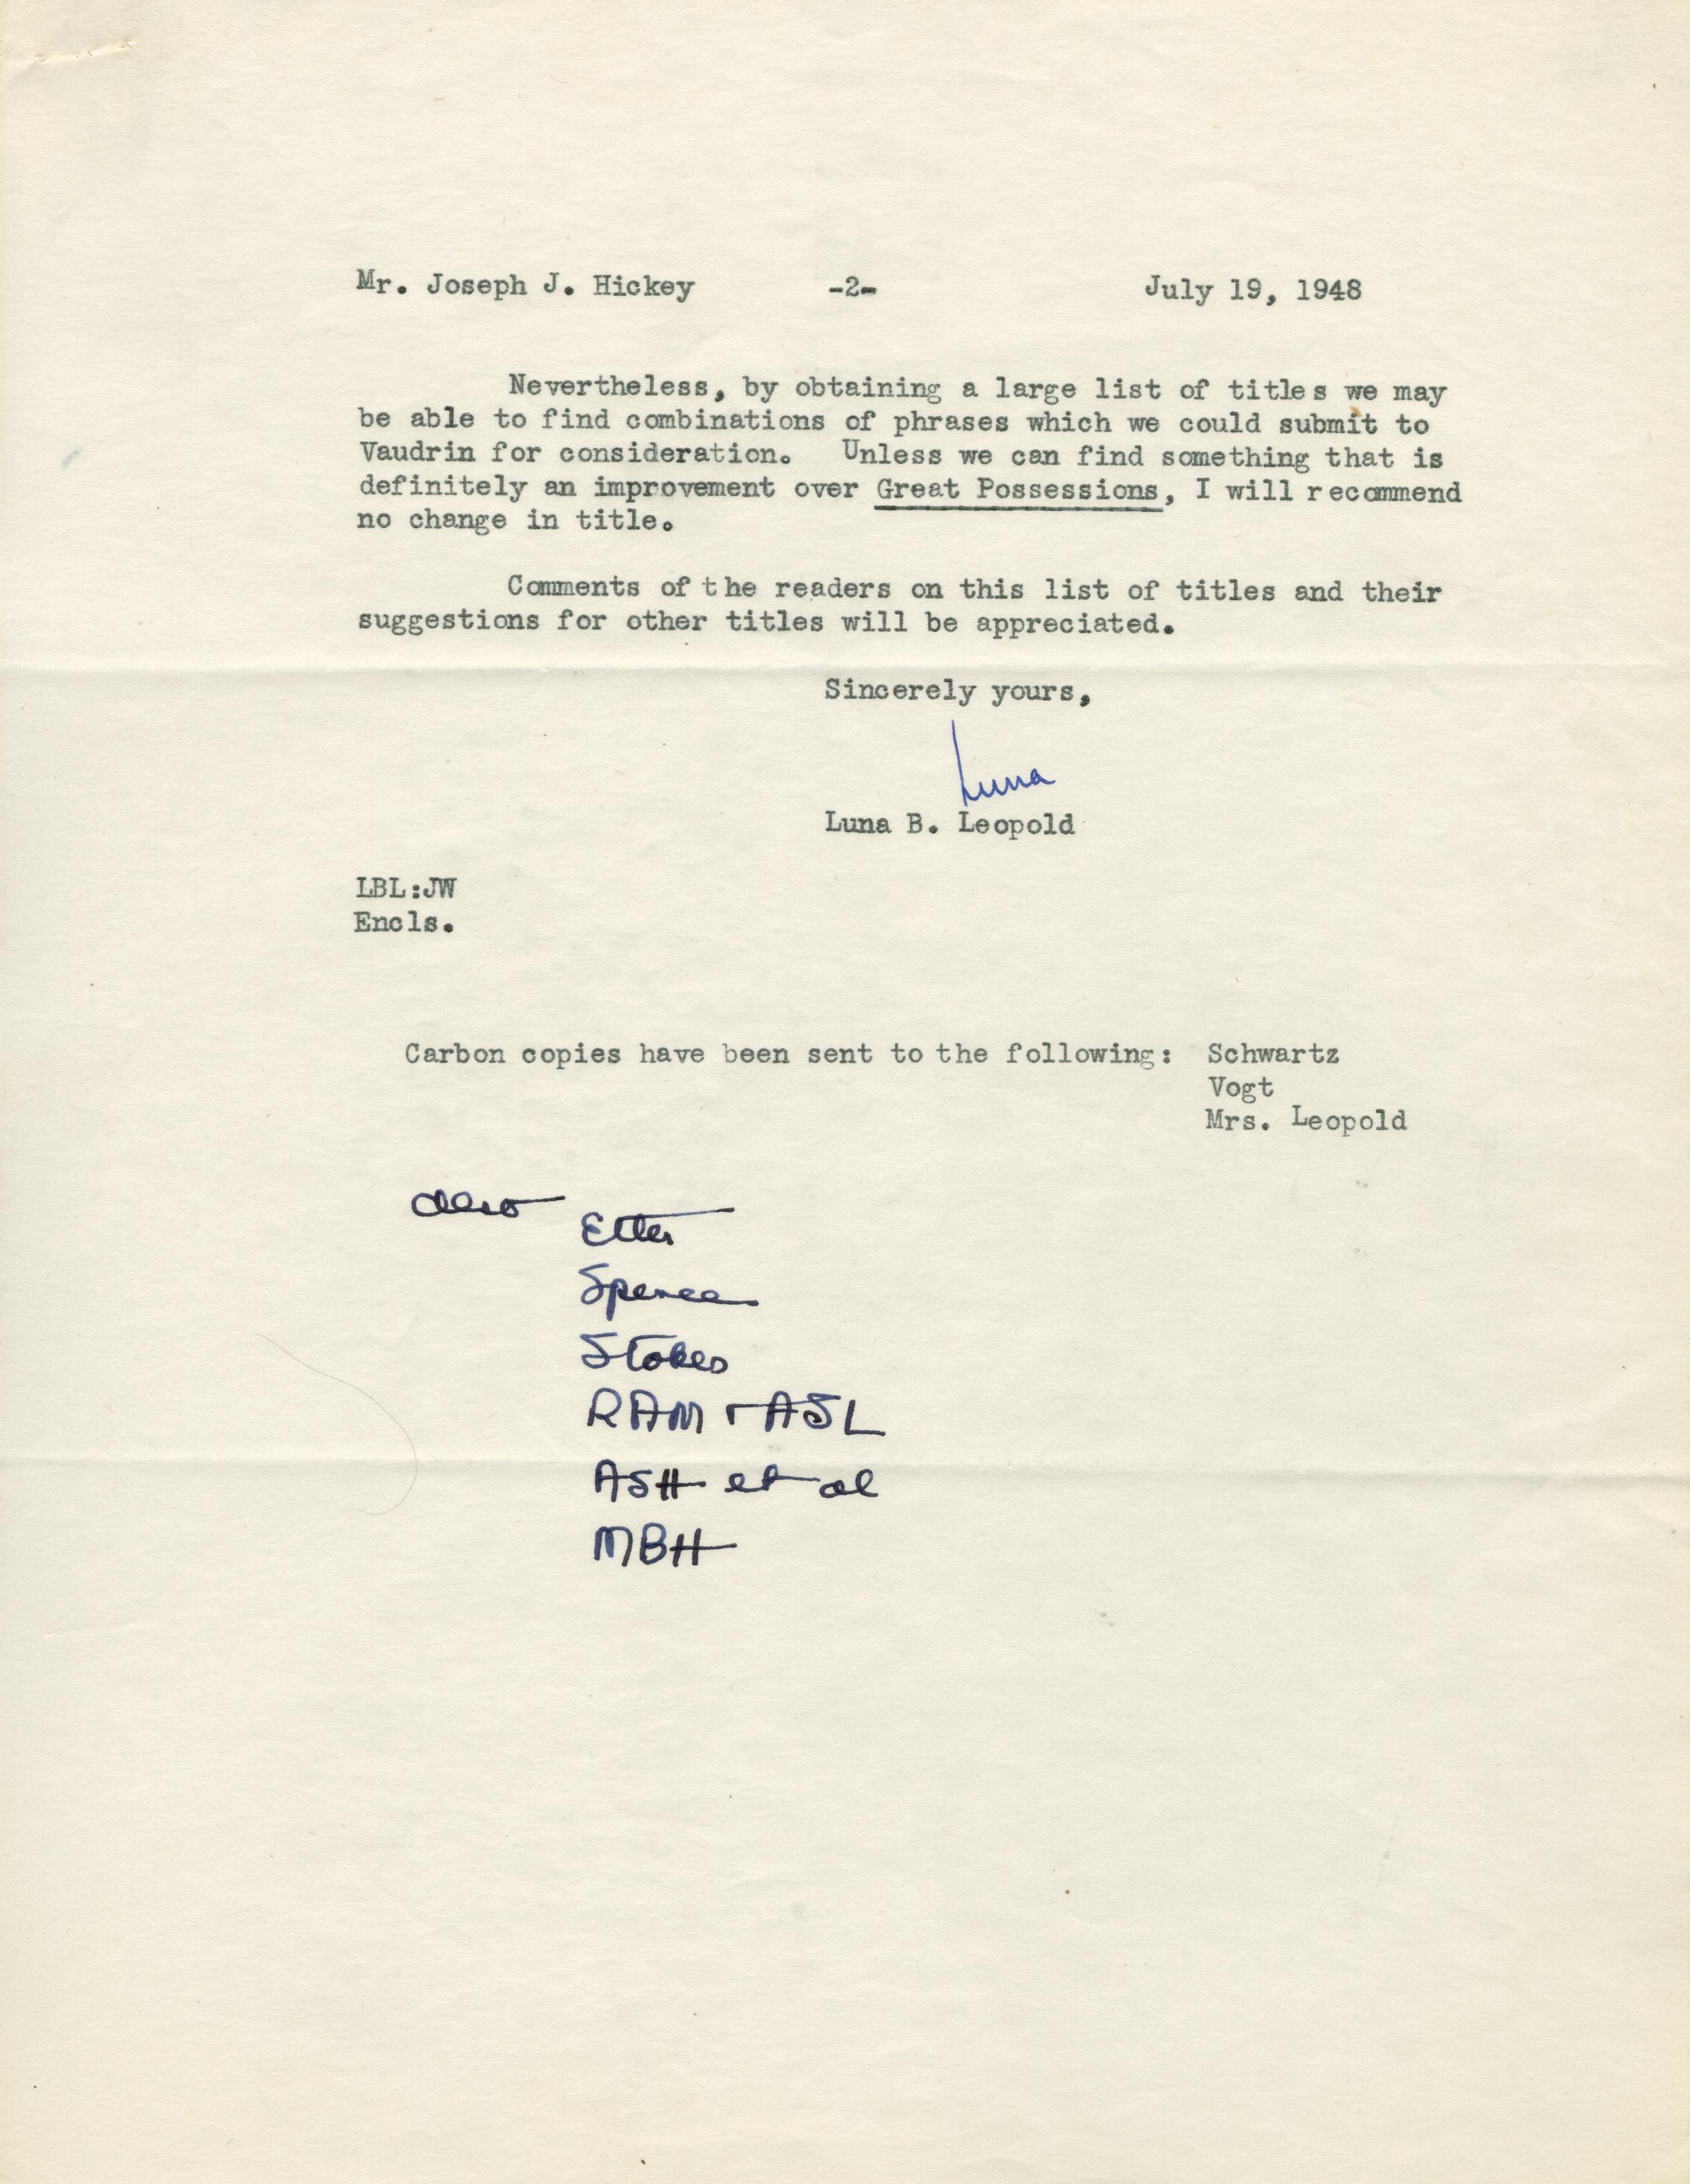 Mr. Joseph J. Hickey -2- July 19, 1948
Nevertheless, by obtaining a large list of titles we may
be able to find combinations of phrases which we could submit to
Vaudrin for consideration. Unless we can find something that is
definitely an improvement over Great Possessions, I will recommend
no change in title.
Comments of the readers on this list of titles and their
suggestions for other titles will be appreciated.
Sincerely yours,
Luna
Luna B. Leopold
LBL:JW
Encls.
Carbon copies have been sent to the following: Schwartz
Vogt
Mrs. Leopold
also
Etter
Spence
Stokes
RAM + ASL
ASH et al
MBH